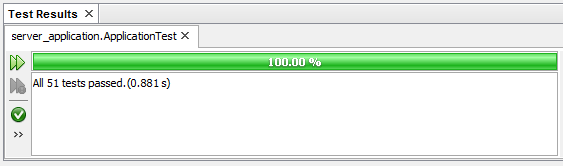 Test Results
server_application.ApplicationTest
100.00 %
All 51 tests passed.(0.881 s)
>>